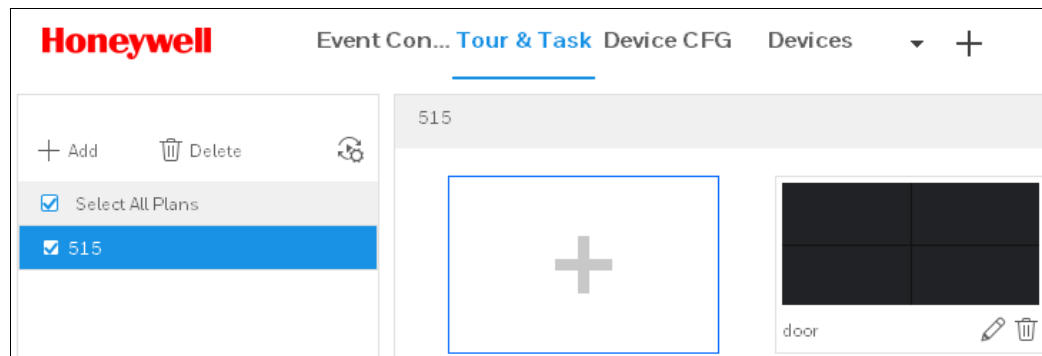 Honeywell Event Con... Tour & Task Device CFG Devices
515
Add Delete
Select All Plans
515
door